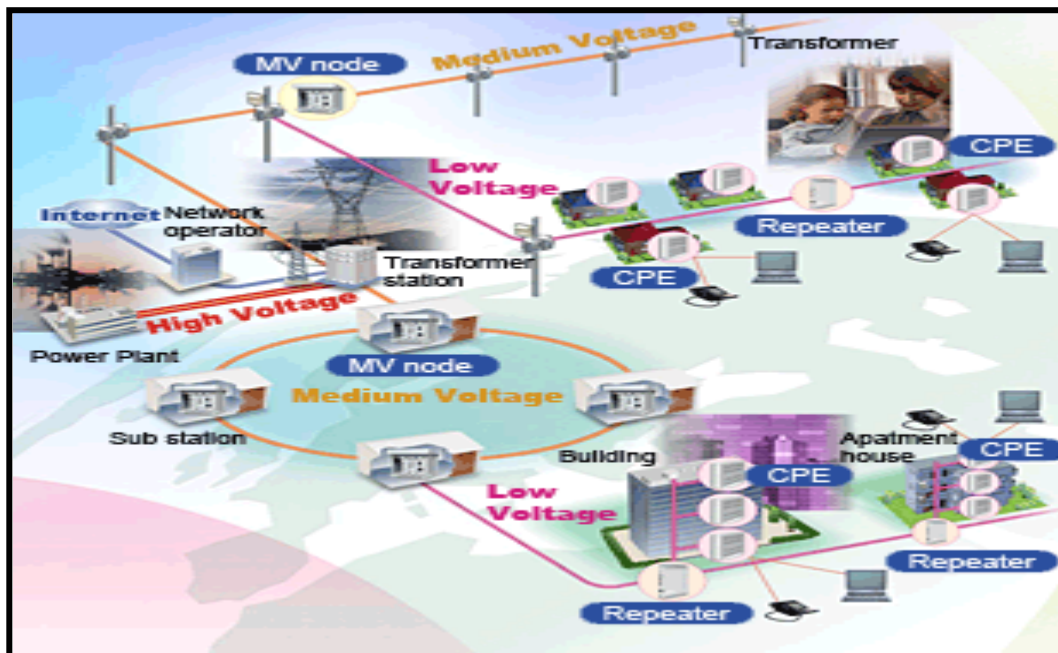 Medium Voltage
Transformer
MV node
CPE
Low
Voltage
Internet
Network
operator
Repeater
Transformer
station
CPE
High Voltage
Power Plant
MV node
Medium Voltage
Sub station
Building
Apatment
house
CPE
CPE
Low
Voltage
Repeater
Repeater